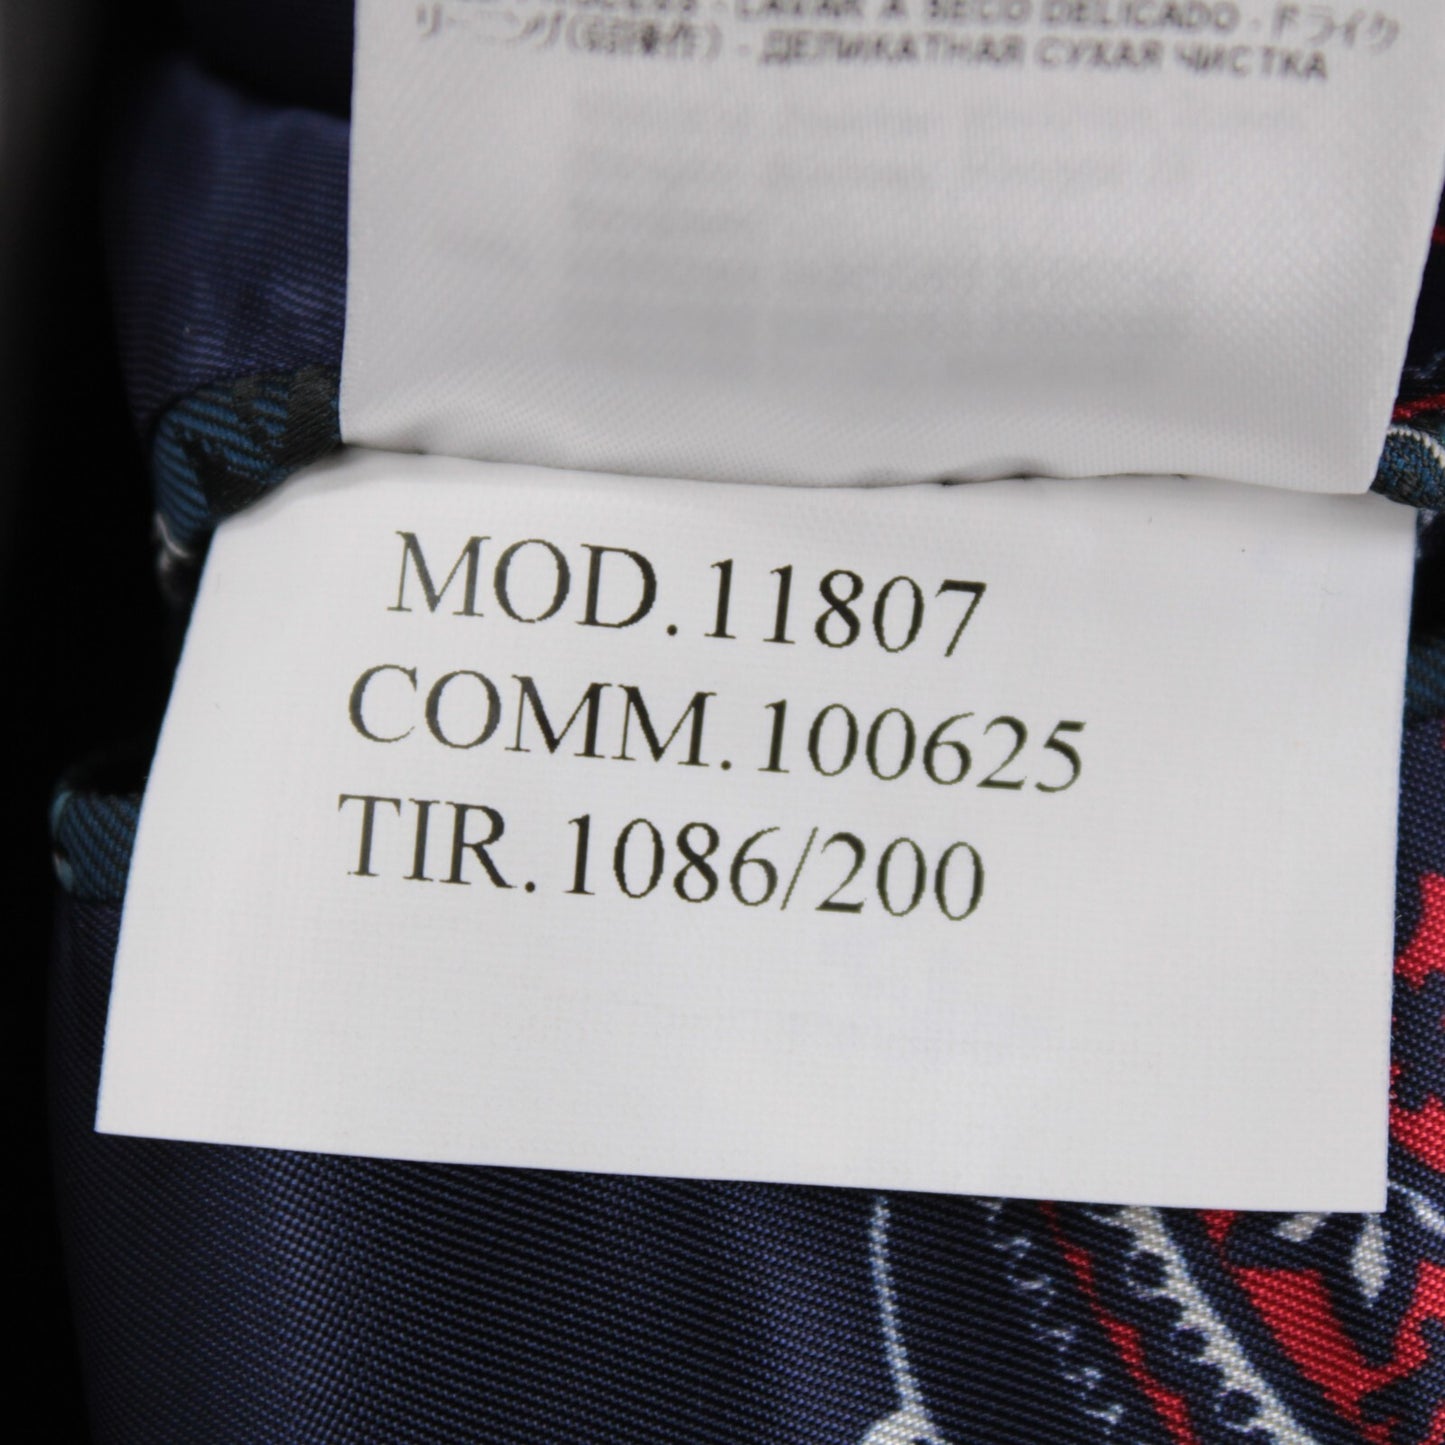 PROCESS - LAVAR A SECO DELICADO - ドライク
リーニング(弱操作) - ДЕЛИКАТНАЯ СУХАЯ ЧИСТКА
MOD.11807
COMM.100625
TIR.1086/200